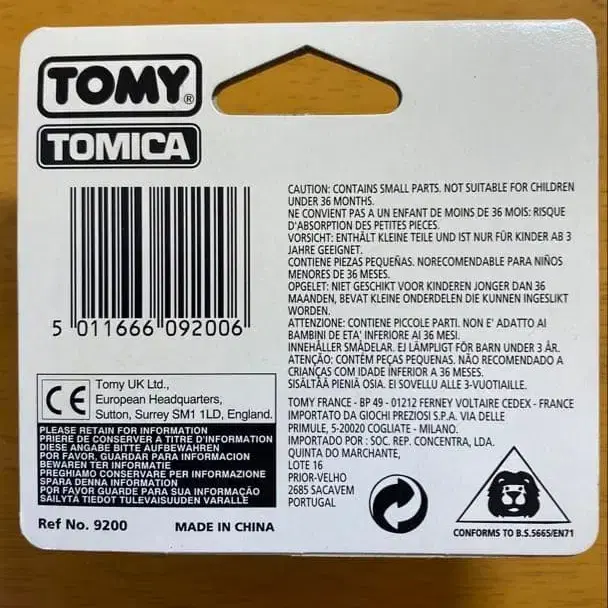 TOMY®
TOMICA
5 011666 092006
CAUTION: CONTAINS SMALL PARTS. NOT SUITABLE FOR CHILDREN
UNDER 36 MONTHS.
NE CONVIENT PAS A UN ENFANT DE MOINS DE 36 MOIS: RISQUE
D'ABSORPTION DES PETITES PIECES.
VORSICHT: ENTHÄLT KLEINE TEILE UND IST NUR FÜR KINDER AB 3
JAHRE GEEIGNET.
CONTIENE PIEZAS PEQUEÑAS. NORECOMENDABLE PARA NIÑOS
MENORES DE 36 MESES.
OPGELET: NIET GESCHIKT VOOR KINDEREN JONGER DAN 36
MAANDEN, BEVAT KLEINE ONDERDELEN DIE KUNNEN INGESLIKT
WORDEN.
ATTENZIONE: CONTIENE PICCOLE PARTI. NON E' ADATTO AI
BAMBINI DE ETA' INFERIORE AI 36 MESI.
INNEHÅLLER SMÅDELAR. EJ LÄMPLIGT FÖR BARN UNDER 3 ÅR.
ATENÇÃO: CONTÉM PEÇAS PEQUENAS. NÃO RECOMENDADO A
CRIANÇAS COM IDADE INFERIOR A 36 MESES.
SISÄLTÄÄ PIENIÄ OSIA. EI SOVELLU ALLE 3-VUOTIAILLE.
TOMY FRANCE - BP 49 - 01212 FERNEY VOLTAIRE CEDEX - FRANCE
IMPORTATO DA GIOCHI PREZIOSI S.P.A. VIA DELLE
PRIMULE, 5-20020 COGLIATE - MILANO.
IMPORTADO POR : SOC. REP. CONCENTRA, LDA.
QUINTA DO MARCHANTE,
LOTE 16
PRIOR-VELHO
2685 SACAVEM
PORTUGAL
CE
Tomy UK Ltd.,
European Headquarters,
Sutton, Surrey SM1 1LD, England.
PLEASE RETAIN FOR INFORMATION
PRIERE DE CONSERVER A TITRE D'INFORMATION
DIESE ANGABE BITTE AUFBEWAHREN
POR FAVOR, GUARDAR PARA INFORMACION
BEWAREN TER INFORMATIE
PREGHIAMO CONSERVARE PER INFORMAZIONE
SPARA DENNA INFORMATION
POR FAVOR GUARDE PARA SUA INFORMAÇÃO
SÄILYTÄ TIEDOT TULEVAISUUDEN VARALLE
Ref No. 9200
MADE IN CHINA
CONFORMS TO B.S.5665/EN71